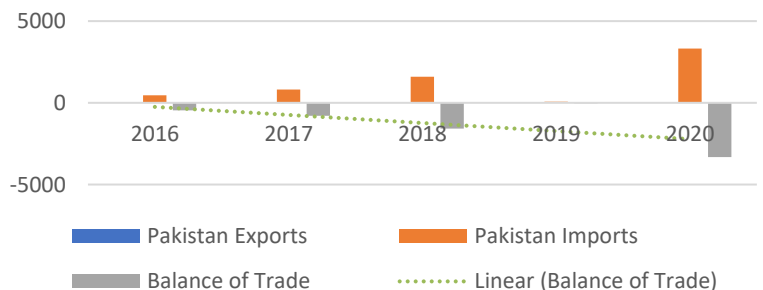 5000
0
2016 2017 2018 2019 2020
-5000
Pakistan Exports Pakistan Imports
Balance of Trade Linear (Balance of Trade)